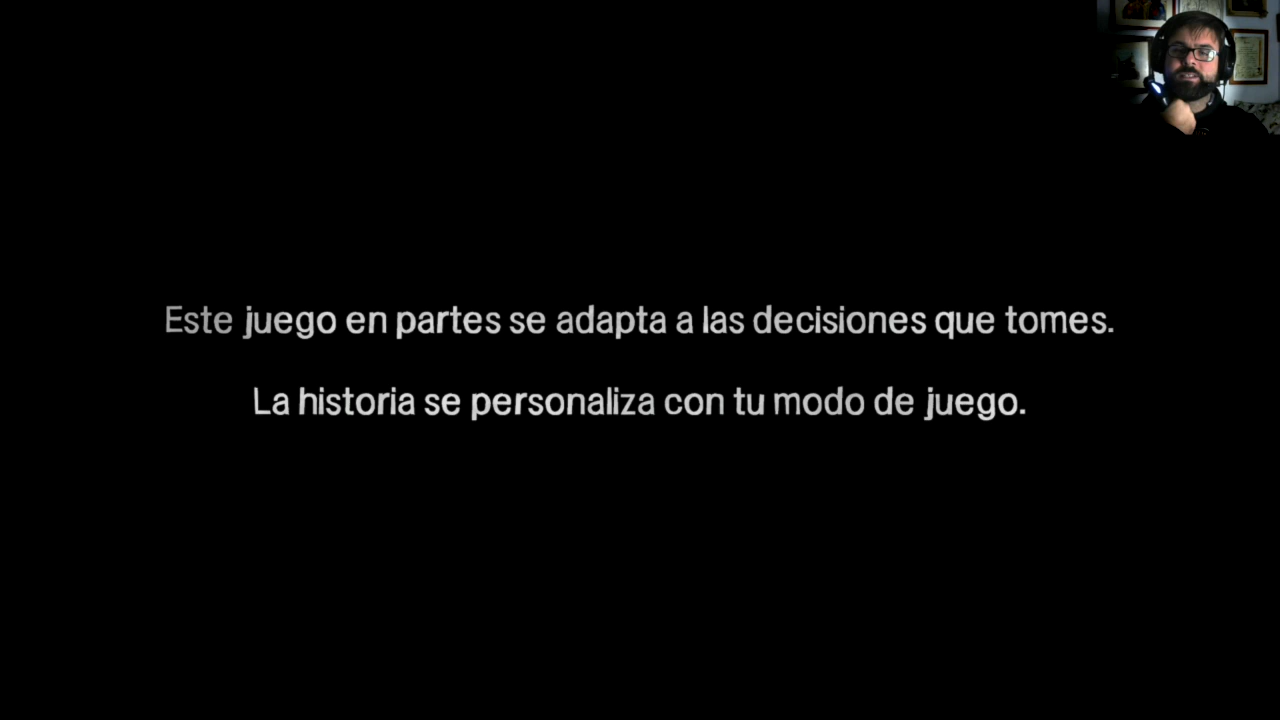 Este juego en partes se adapta a las decisiones que tomes.
La historia se personaliza con tu modo de juego.